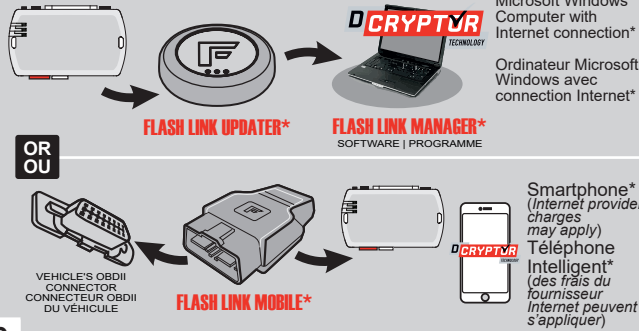 Microsoft Windows
Computer with
Internet connection*
Ordinateur Microsoft
Windows avec
connection Internet*
DCRYPTOR
TECHNOLOGY
FLASH LINK UPDATER*
FLASH LINK MANAGER*
SOFTWARE | PROGRAMME
OR
OU
VEHICLE'S OBDII
CONNECTOR
CONNECTEUR OBDII
DU VÉHICULE
FLASH LINK MOBILE*
DCRYPTOR
TECHNOLOGY
Smartphone*
(Internet provider
charges
may apply)
Téléphone
Intelligent*
(des frais du
fournisseur
Internet peuvent
s'appliquer)